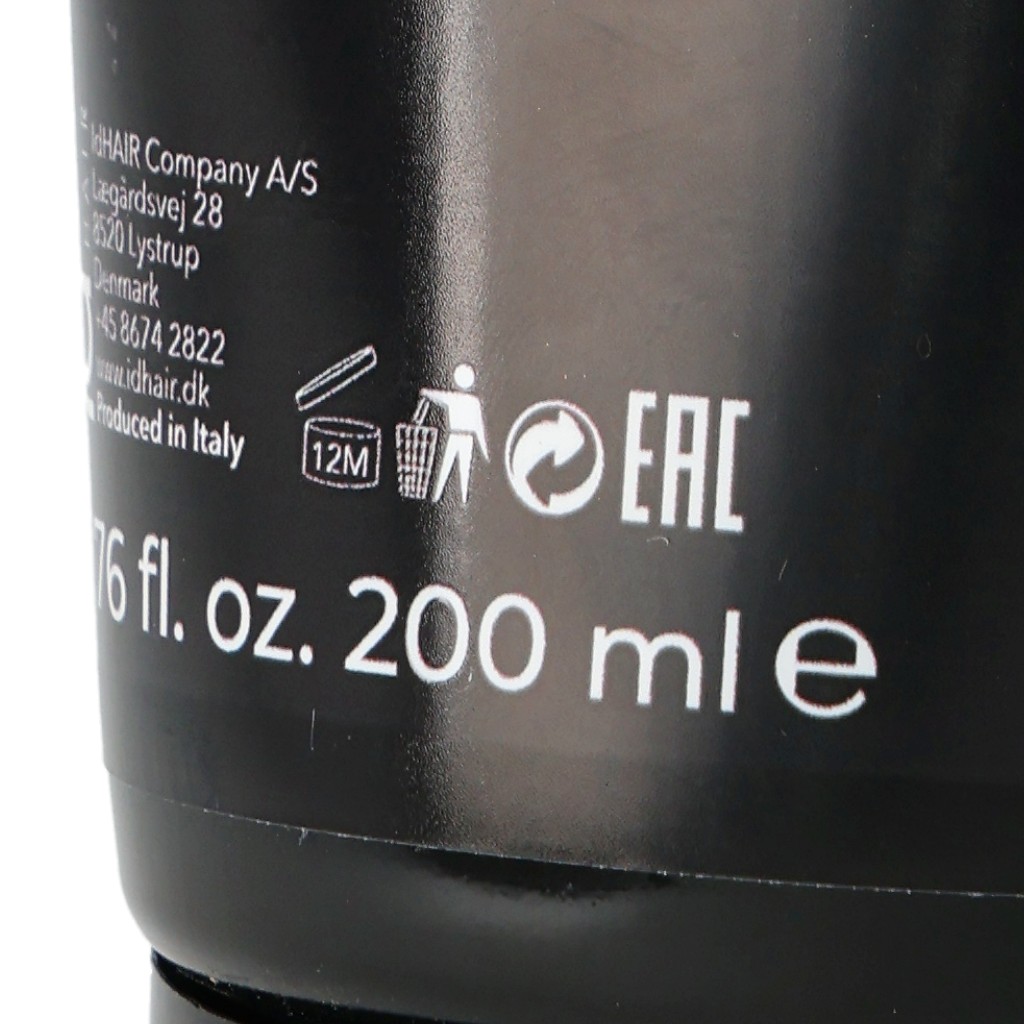 IdHAIR Company A/S
Lægårdsvej 28
8520 Lystrup
Denmark
+45 8674 2822
www.idhair.dk
Produced in Italy
12M
EAC
76 fl. oz. 200 ml e